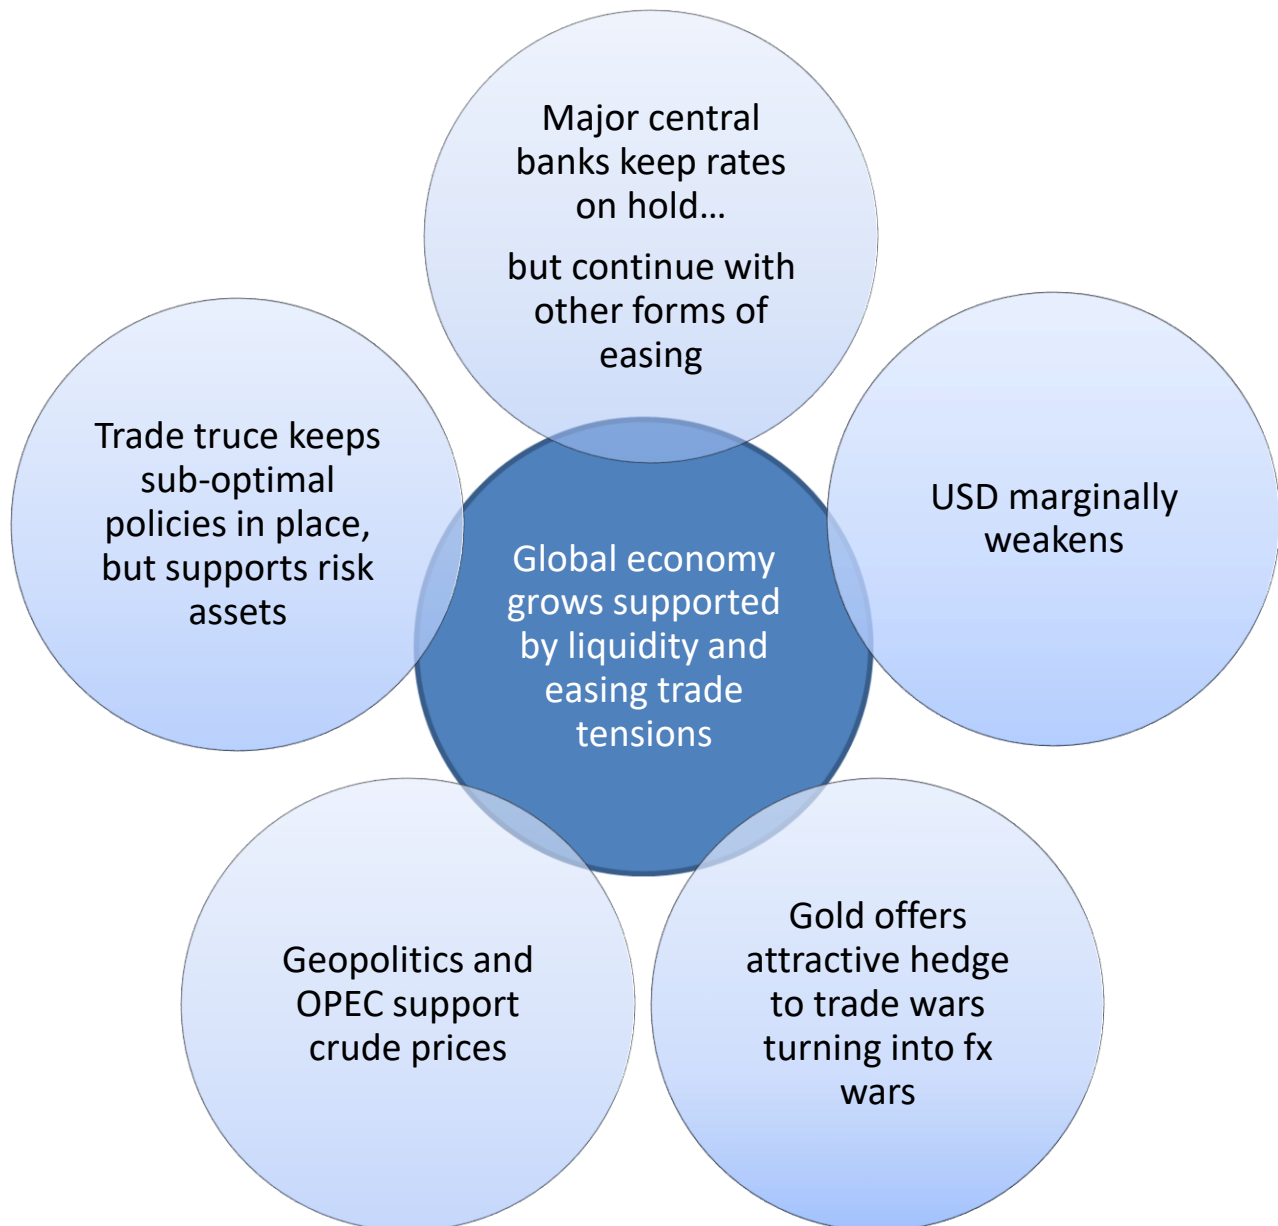 Major central
banks keep rates
on hold…
but continue with
other forms of
easing
Trade truce keeps
sub-optimal
policies in place,
but supports risk
assets
USD marginally
weakens
Global economy
grows supported
by liquidity and
easing trade
tensions
Geopolitics and
OPEC support
crude prices
Gold offers
attractive hedge
to trade wars
turning into fx
wars